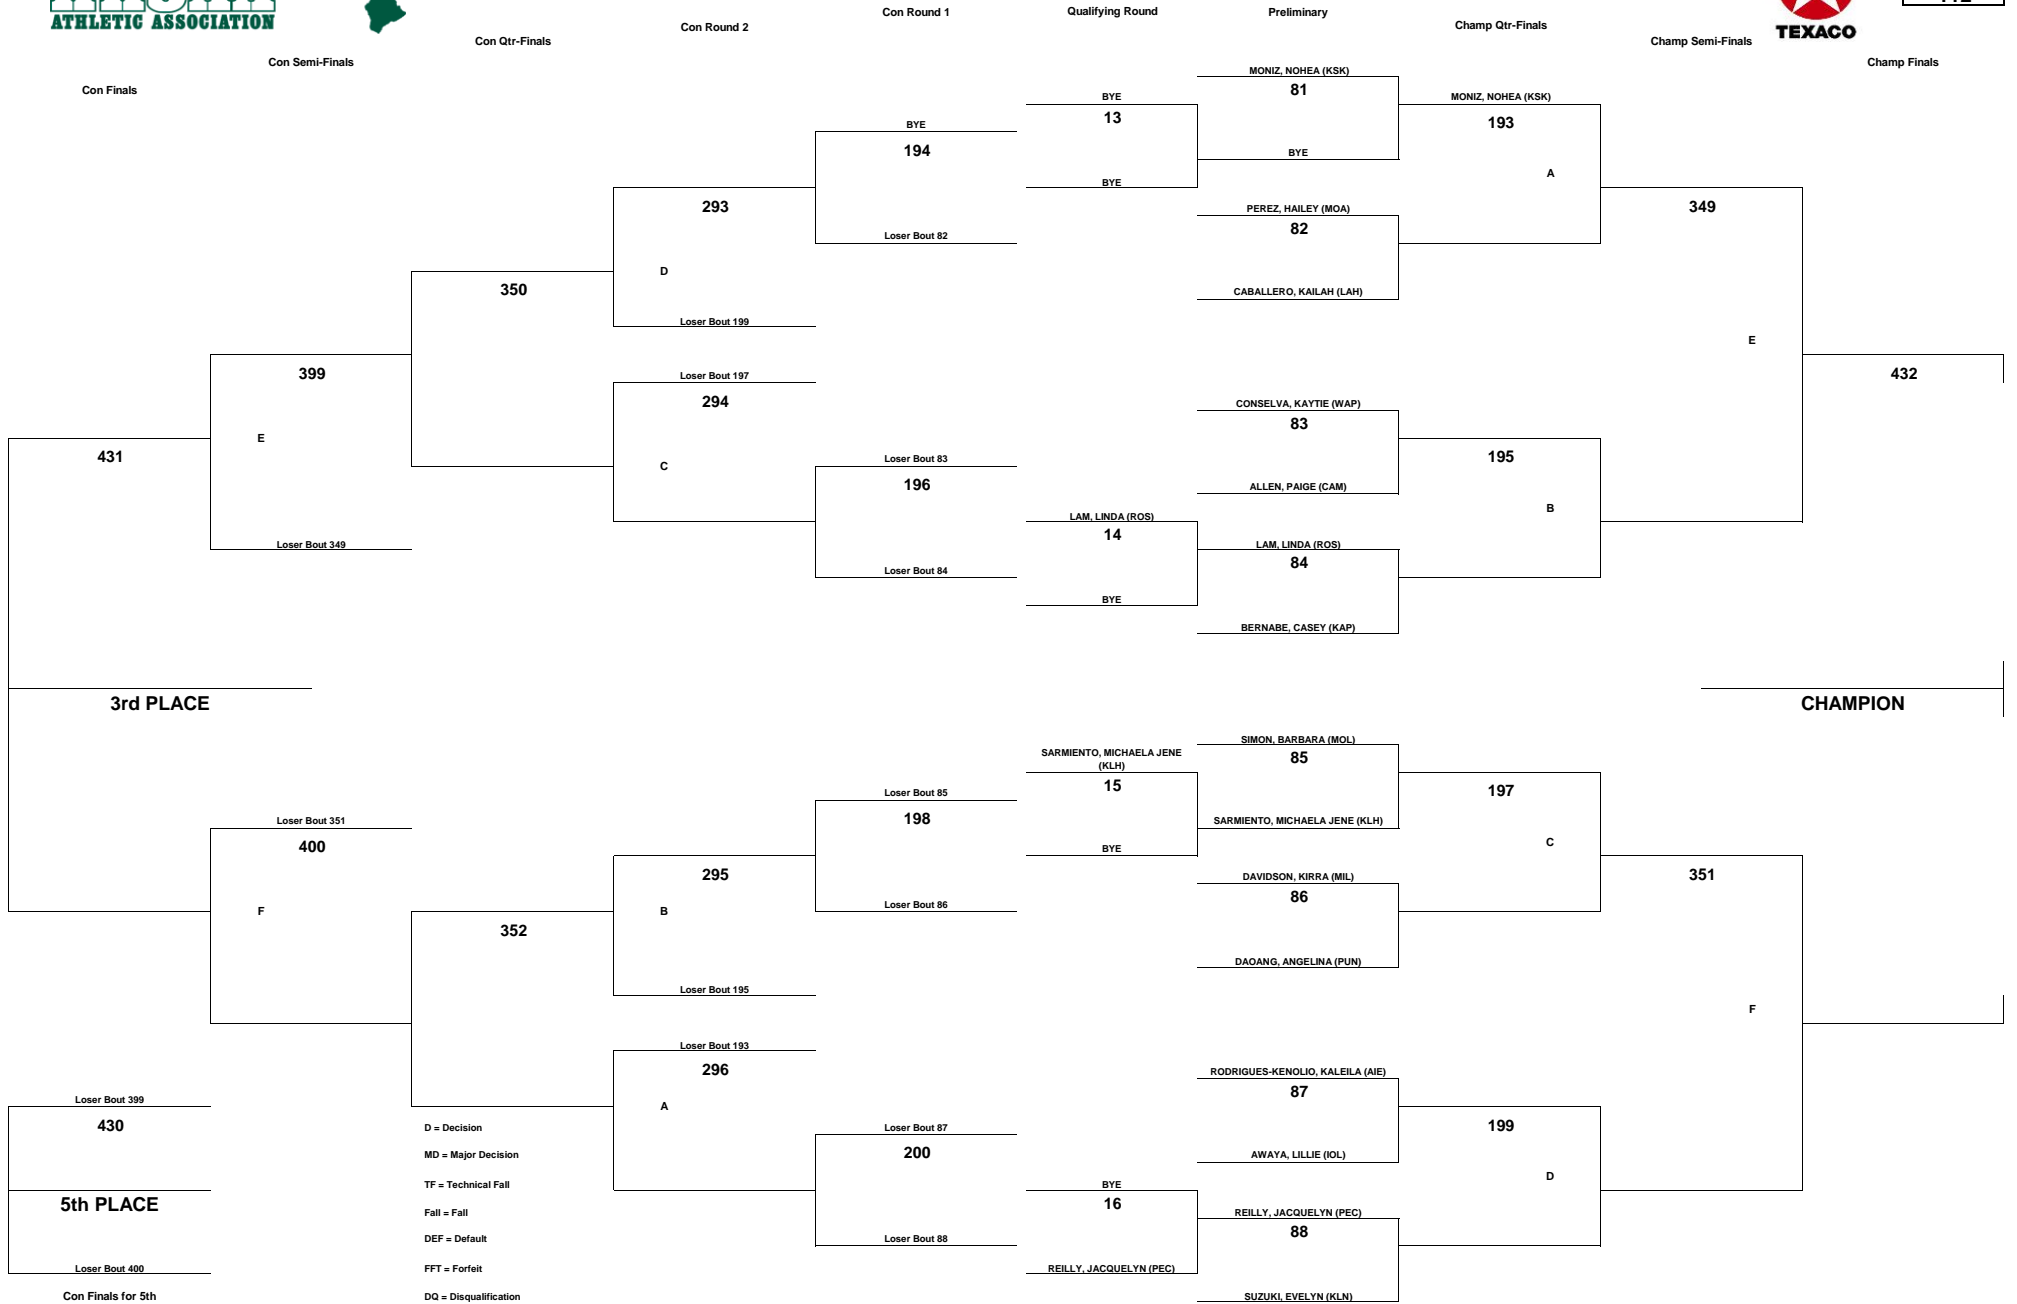 ATHLETIC ASSOCIATION
TEXACO
Con Finals
Con Semi-Finals
Con Qtr-Finals
Con Round 2
Con Round 1
Qualifying Round
Preliminary
Champ Qtr-Finals
Champ Semi-Finals
Champ Finals
MONIZ, NOHEA (KSK)
81
BYE
MONIZ, NOHEA (KSK)
BYE
13
BYE
193
A
BYE
194
Loser Bout 82
PEREZ, HAILEY (MOA)
82
CABALLERO, KAILAH (LAH)
293
D
Loser Bout 199
349
E
350
399
E
Loser Bout 349
Loser Bout 197
294
C
432
CONSELVA, KAYTIE (WAP)
83
ALLEN, PAIGE (CAM)
431
Loser Bout 83
196
Loser Bout 84
195
B
LAM, LINDA (ROS)
14
BYE
LAM, LINDA (ROS)
84
BERNABE, CASEY (KAP)
3rd PLACE
CHAMPION
SIMON, BARBARA (MOL)
85
SARMIENTO, MICHAELA JENE (KLH)
SARMIENTO, MICHAELA JENE
(KLH)
15
BYE
Loser Bout 85
198
Loser Bout 86
197
C
Loser Bout 351
400
F
DAVIDSON, KIRRA (MIL)
86
DAOANG, ANGELINA (PUN)
295
B
Loser Bout 195
351
F
352
Loser Bout 193
296
A
RODRIGUES-KENOLIO, KALEILA (AIE)
87
AWAYA, LILLIE (IOL)
Loser Bout 399
430
5th PLACE
Loser Bout 400
Con Finals for 5th
D = Decision
MD = Major Decision
TF = Technical Fall
Fall = Fall
DEF = Default
FFT = Forfeit
DQ = Disqualification
Loser Bout 87
200
Loser Bout 88
199
D
BYE
16
REILLY, JACQUELYN (PEC)
REILLY, JACQUELYN (PEC)
88
SUZUKI, EVELYN (KLN)